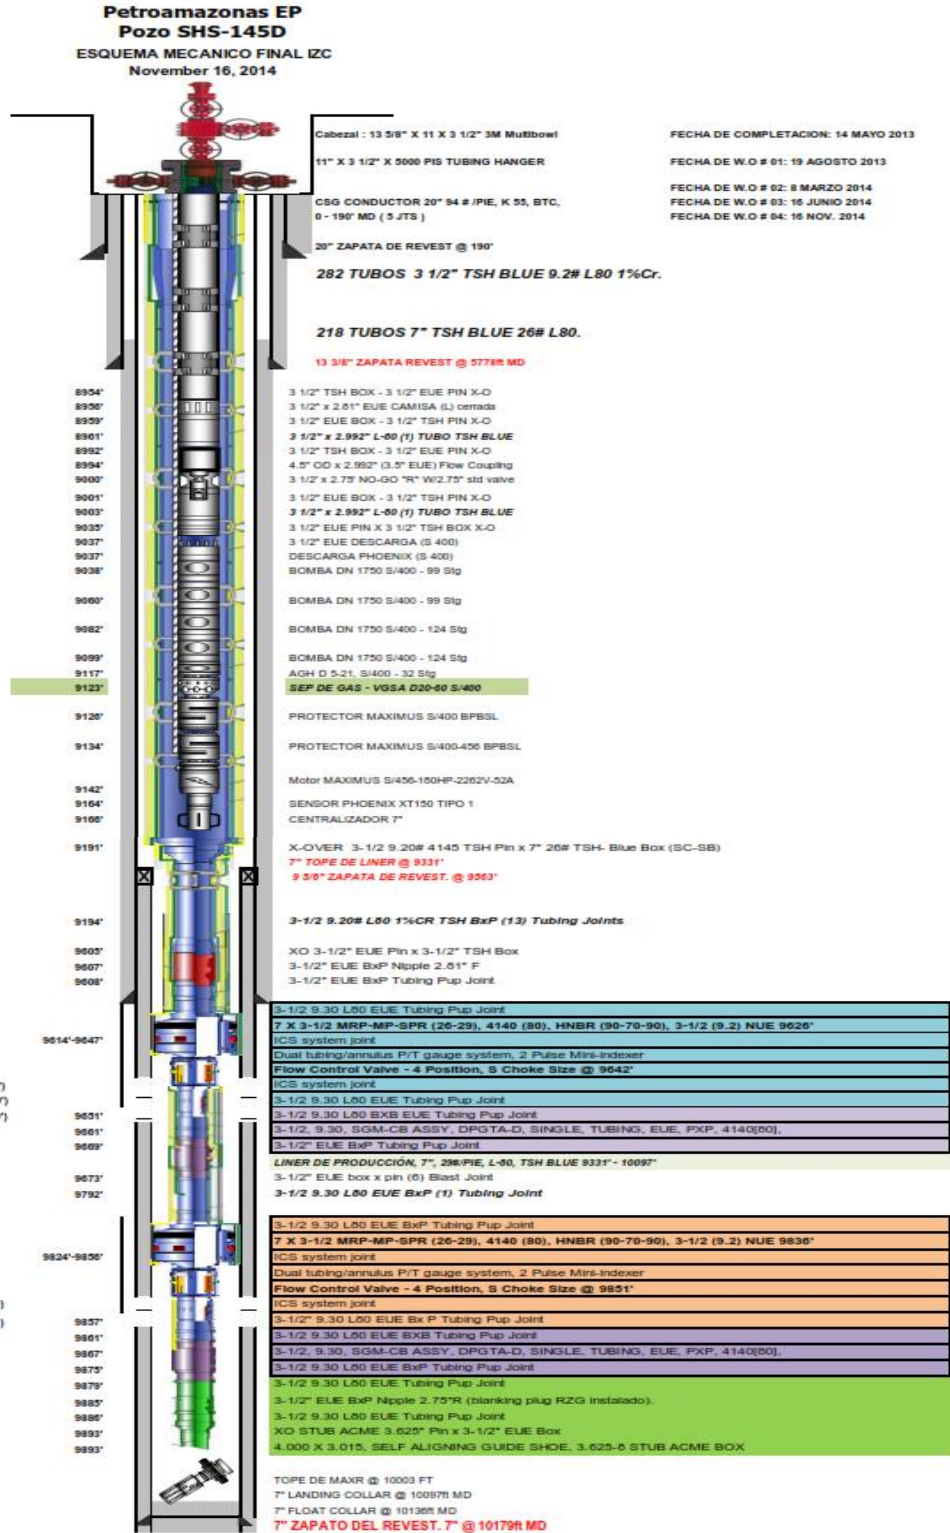 Petroamazonas EP
Pozo SHS-145D
ESQUEMA MECANICO FINAL IZC
November 16, 2014
Cabezal : 13 5/8" X 11 X 3 1/2" 3M Multibowl
FECHA DE COMPLETACION: 14 MAYO 2013
11" X 3 1/2" X 5000 PIS TUBING HANGER
FECHA DE W.O # 01: 19 AGOSTO 2013
FECHA DE W.O # 02: 8 MARZO 2014
CSG CONDUCTOR 20" 94 # /PIE, K 55, BTC,
FECHA DE W.O # 03: 16 JUNIO 2014
0 - 190' MD ( 5 JTS )
FECHA DE W.O # 04: 16 NOV. 2014
20" ZAPATA DE REVEST @ 190'
282 TUBOS 3 1/2" TSH BLUE 9.2# L80 1%Cr.
218 TUBOS 7" TSH BLUE 26# L80.
13 3/8" ZAPATA REVEST @ 5778ft MD
8954' 3 1/2" TSH BOX - 3 1/2" EUE PIN X-O
8956' 3 1/2" x 2.81" EUE CAMISA (L) cerrada
8959' 3 1/2" EUE BOX - 3 1/2" TSH PIN X-O
8961' 3 1/2" x 2.992" L-80 (1) TUBO TSH BLUE
8992' 3 1/2" TSH BOX - 3 1/2" EUE PIN X-O
8994' 4.5" OD x 2.992" (3.5" EUE) Flow Coupling
9000' 3 1/2 x 2.75' NO-GO "R" W/2.75" std valve
9001' 3 1/2" EUE BOX - 3 1/2" TSH PIN X-O
9003' 3 1/2" x 2.992" L-80 (1) TUBO TSH BLUE
9035' 3 1/2" EUE PIN X 3 1/2" TSH BOX X-O
9037' 3 1/2" EUE DESCARGA (S 400)
9037' DESCARGA PHOENIX (S 400)
9038' BOMBA DN 1750 S/400 - 99 Stg
9060' BOMBA DN 1750 S/400 - 99 Stg
9082' BOMBA DN 1750 S/400 - 124 Stg
9099' BOMBA DN 1750 S/400 - 124 Stg
9117' AGH D 5-21, S/400 - 32 Stg
9123' SEP DE GAS - VGSA D20-60 S/400
9126' PROTECTOR MAXIMUS S/400 BPBSL
9134' PROTECTOR MAXIMUS S/400-456 BPBSL
9142' Motor MAXIMUS S/456-180HP-2262V-52A
9164' SENSOR PHOENIX XT150 TIPO 1
9166' CENTRALIZADOR 7"
9191' X-OVER 3-1/2 9.20# 4145 TSH Pin x 7" 26# TSH- Blue Box (SC-SB)
7" TOPE DE LINER @ 9331'
9 5/8" ZAPATA DE REVEST. @ 9563'
9194' 3-1/2 9.20# L80 1%CR TSH BxP (13) Tubing Joints
9605' XO 3-1/2" EUE Pin x 3-1/2" TSH Box
9607' 3-1/2" EUE BxP Nipple 2.81" F
9608' 3-1/2" EUE BxP Tubing Pup Joint
3-1/2 9.30 L80 EUE Tubing Pup Joint
7 X 3-1/2 MRP-MP-SPR (26-29), 4140 (80), HNBR (90-70-90), 3-1/2 (9.2) NUE 9626'
9614'-9647' ICS system joint
Dual tubing/annulus P/T gauge system, 2 Pulse Mini-Indexer
Flow Control Valve - 4 Position, S Choke Size @ 9642'
ICS system joint
3-1/2 9.30 L80 EUE Tubing Pup Joint
9651' 3-1/2 9.30 L80 BXB EUE Tubing Pup Joint
9661' 3-1/2, 9.30, SGM-CB ASSY, DPGTA-D, SINGLE, TUBING, EUE, PXP, 4140[80],
9669' 3-1/2" EUE BxP Tubing Pup Joint
LINER DE PRODUCCIÓN, 7", 29#/PIE, L-80, TSH BLUE 9331' - 10097'
9673' 3-1/2" EUE box x pin (6) Blast Joint
9792' 3-1/2 9.30 L80 EUE BxP (1) Tubing Joint
3-1/2 9.30 L80 EUE BxP Tubing Pup Joint
7 X 3-1/2 MRP-MP-SPR (26-29), 4140 (80), HNBR (90-70-90), 3-1/2 (9.2) NUE 9836'
9824'-9856' ICS system joint
Dual tubing/annulus P/T gauge system, 2 Pulse Mini-Indexer
Flow Control Valve - 4 Position, S Choke Size @ 9851'
ICS system joint
9857' 3-1/2" 9.30 L80 EUE Bx P Tubing Pup Joint
9861' 3-1/2 9.30 L80 EUE BXB Tubing Pup Joint
9867' 3-1/2, 9.30, SGM-CB ASSY, DPGTA-D, SINGLE, TUBING, EUE, PXP, 4140[80],
9875' 3-1/2 9.30 L80 EUE BxP Tubing Pup Joint
9879' 3-1/2 9.30 L80 EUE Tubing Pup Joint
9885' 3-1/2" EUE BxP Nipple 2.75"R (blanking plug RZG instalado).
9886' 3-1/2 9.30 L80 EUE Tubing Pup Joint
9893' XO STUB ACME 3.625" Pin x 3-1/2" EUE Box
9893' 4.000 X 3.015, SELF ALIGNING GUIDE SHOE, 3.625-6 STUB ACME BOX
TOPE DE MAXR @ 10003 FT
7" LANDING COLLAR @ 10097ft MD
7" FLOAT COLLAR @ 10136ft MD
7" ZAPATO DEL REVEST. 7" @ 10179ft MD